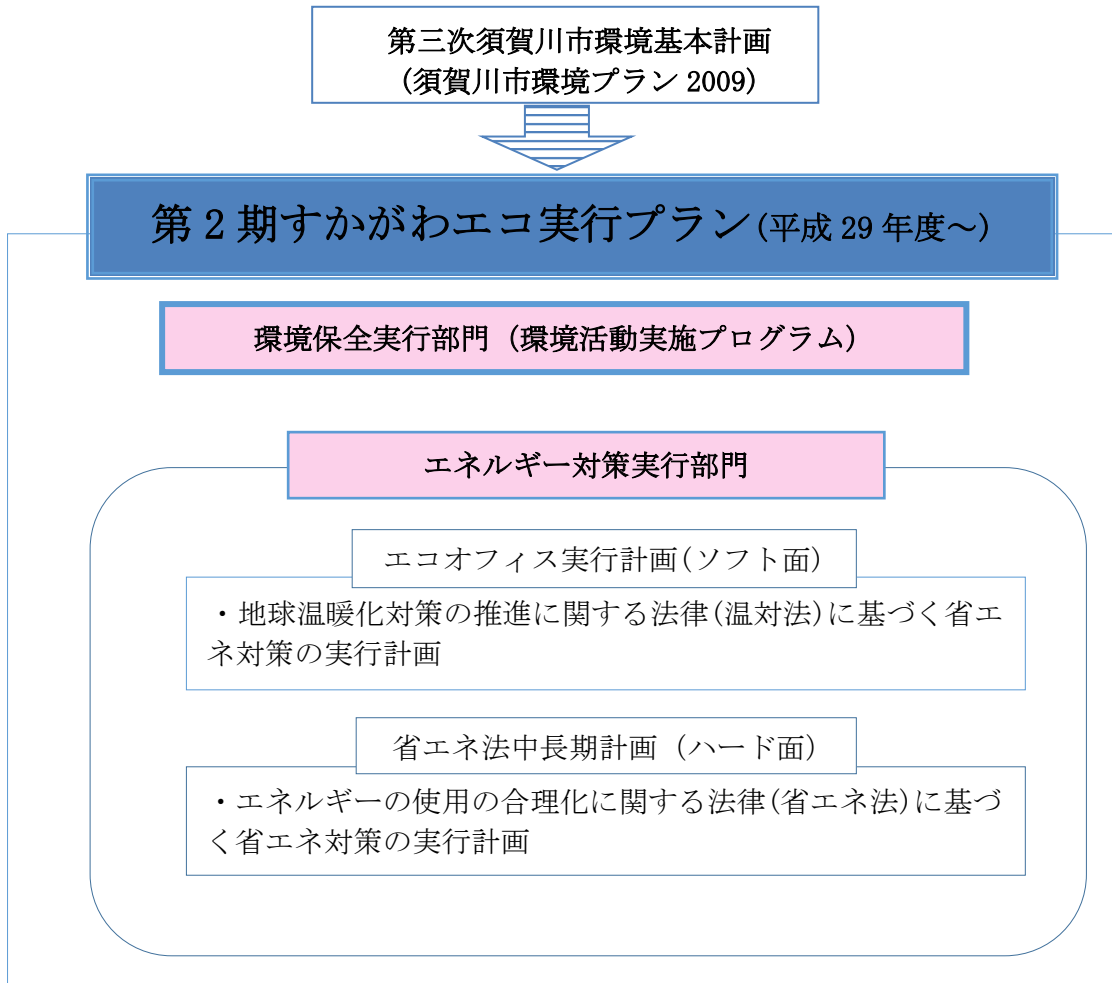 第三次須賀川市環境基本計画
(須賀川市環境プラン 2009)
第 2 期すかがわエコ実行プラン(平成 29 年度～)
環境保全実行部門（環境活動実施プログラム）
エネルギー対策実行部門
エコオフィス実行計画(ソフト面)
・地球温暖化対策の推進に関する法律(温対法)に基づく省エ
ネ対策の実行計画
省エネ法中長期計画（ハード面）
・エネルギーの使用の合理化に関する法律(省エネ法)に基づ
く省エネ対策の実行計画